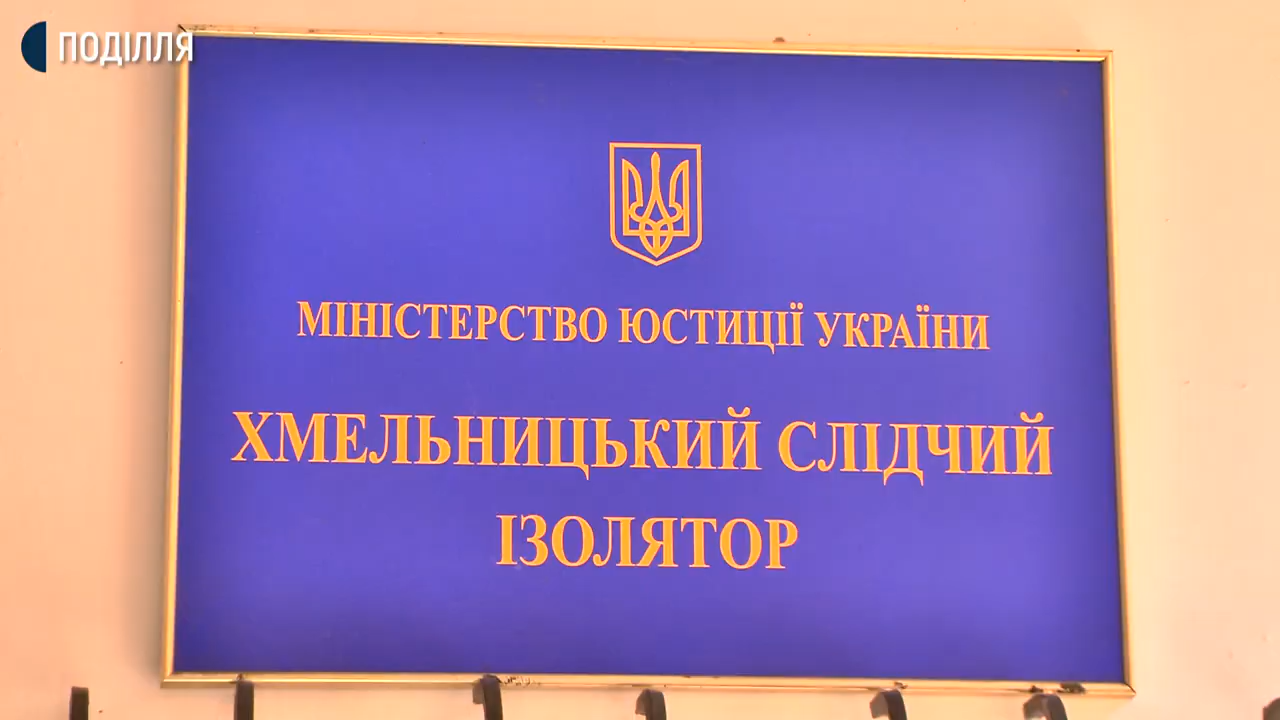 ПОДІЛЛЯ
МІНІСТЕРСТВО ЮСТИЦІЇ УКРАЇНИ
ХМЕЛЬНИЦЬКИЙ СЛІДЧИЙ
ІЗОЛЯТОР